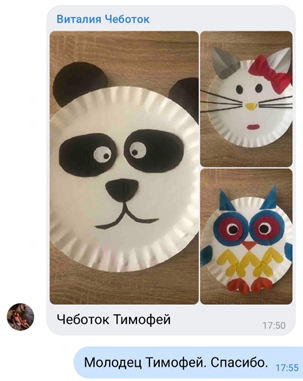 Виталия Чеботок
Чеботок Тимофей
17:50
Молодец Тимофей. Спасибо.
17:55